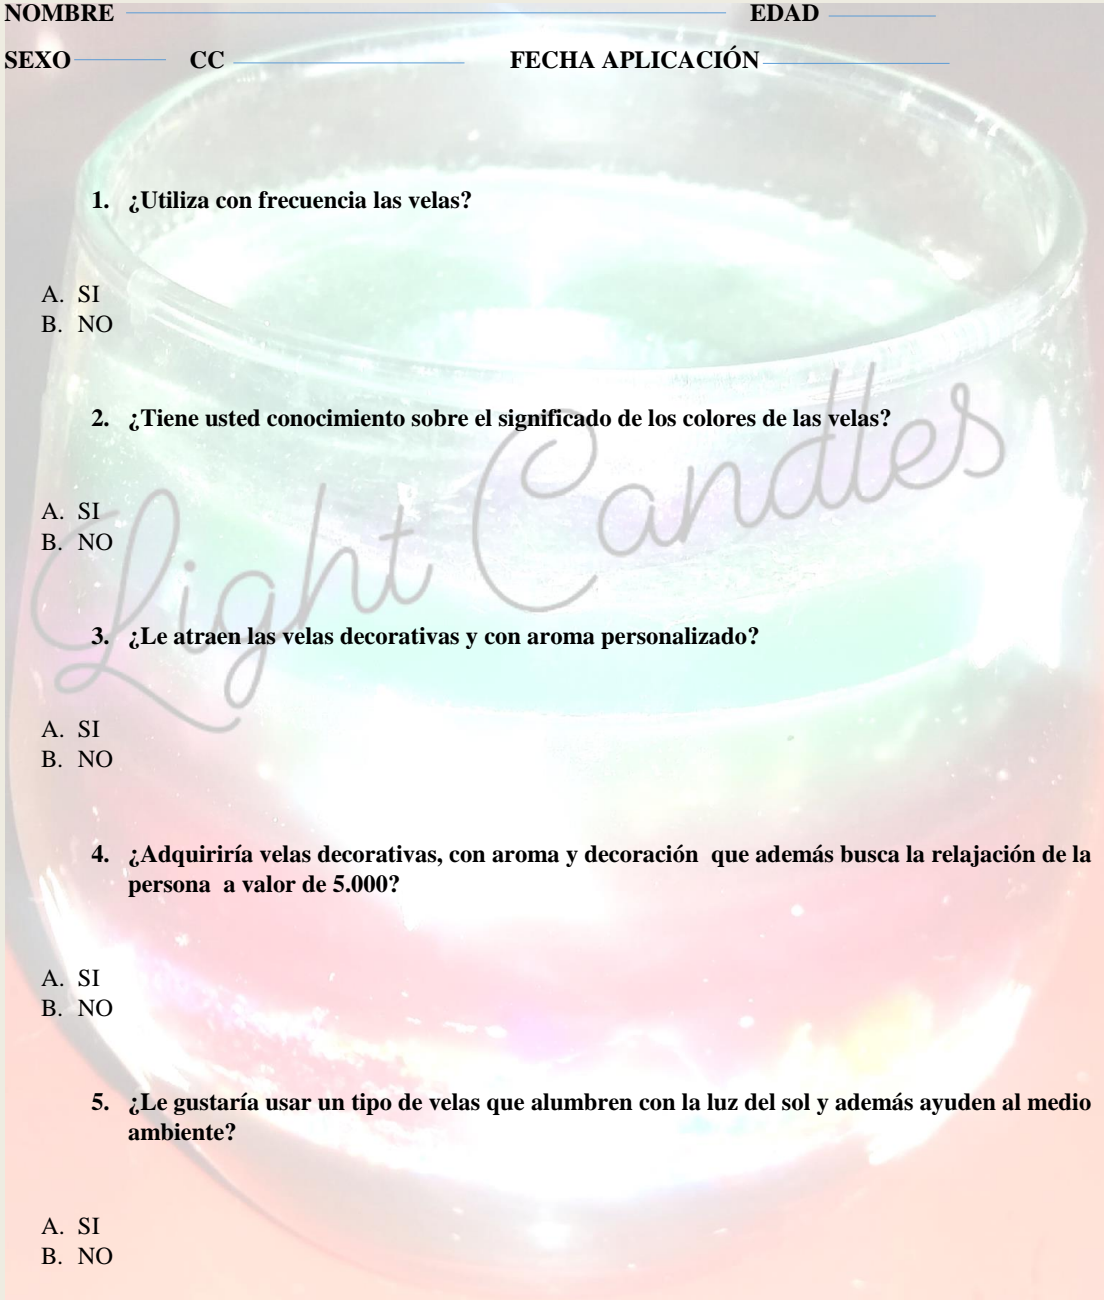 NOMBRE EDAD
SEXO CC FECHA APLICACIÓN
1. ¿Utiliza con frecuencia las velas?
A. SI
B. NO
2. ¿Tiene usted conocimiento sobre el significado de los colores de las velas?
A. SI
B. NO
Light Candles
3. ¿Le atraen las velas decorativas y con aroma personalizado?
A. SI
B. NO
4. ¿Adquiriría velas decorativas, con aroma y decoración que además busca la relajación de la
persona a valor de 5.000?
A. SI
B. NO
5. ¿Le gustaría usar un tipo de velas que alumbren con la luz del sol y además ayuden al medio
ambiente?
A. SI
B. NO